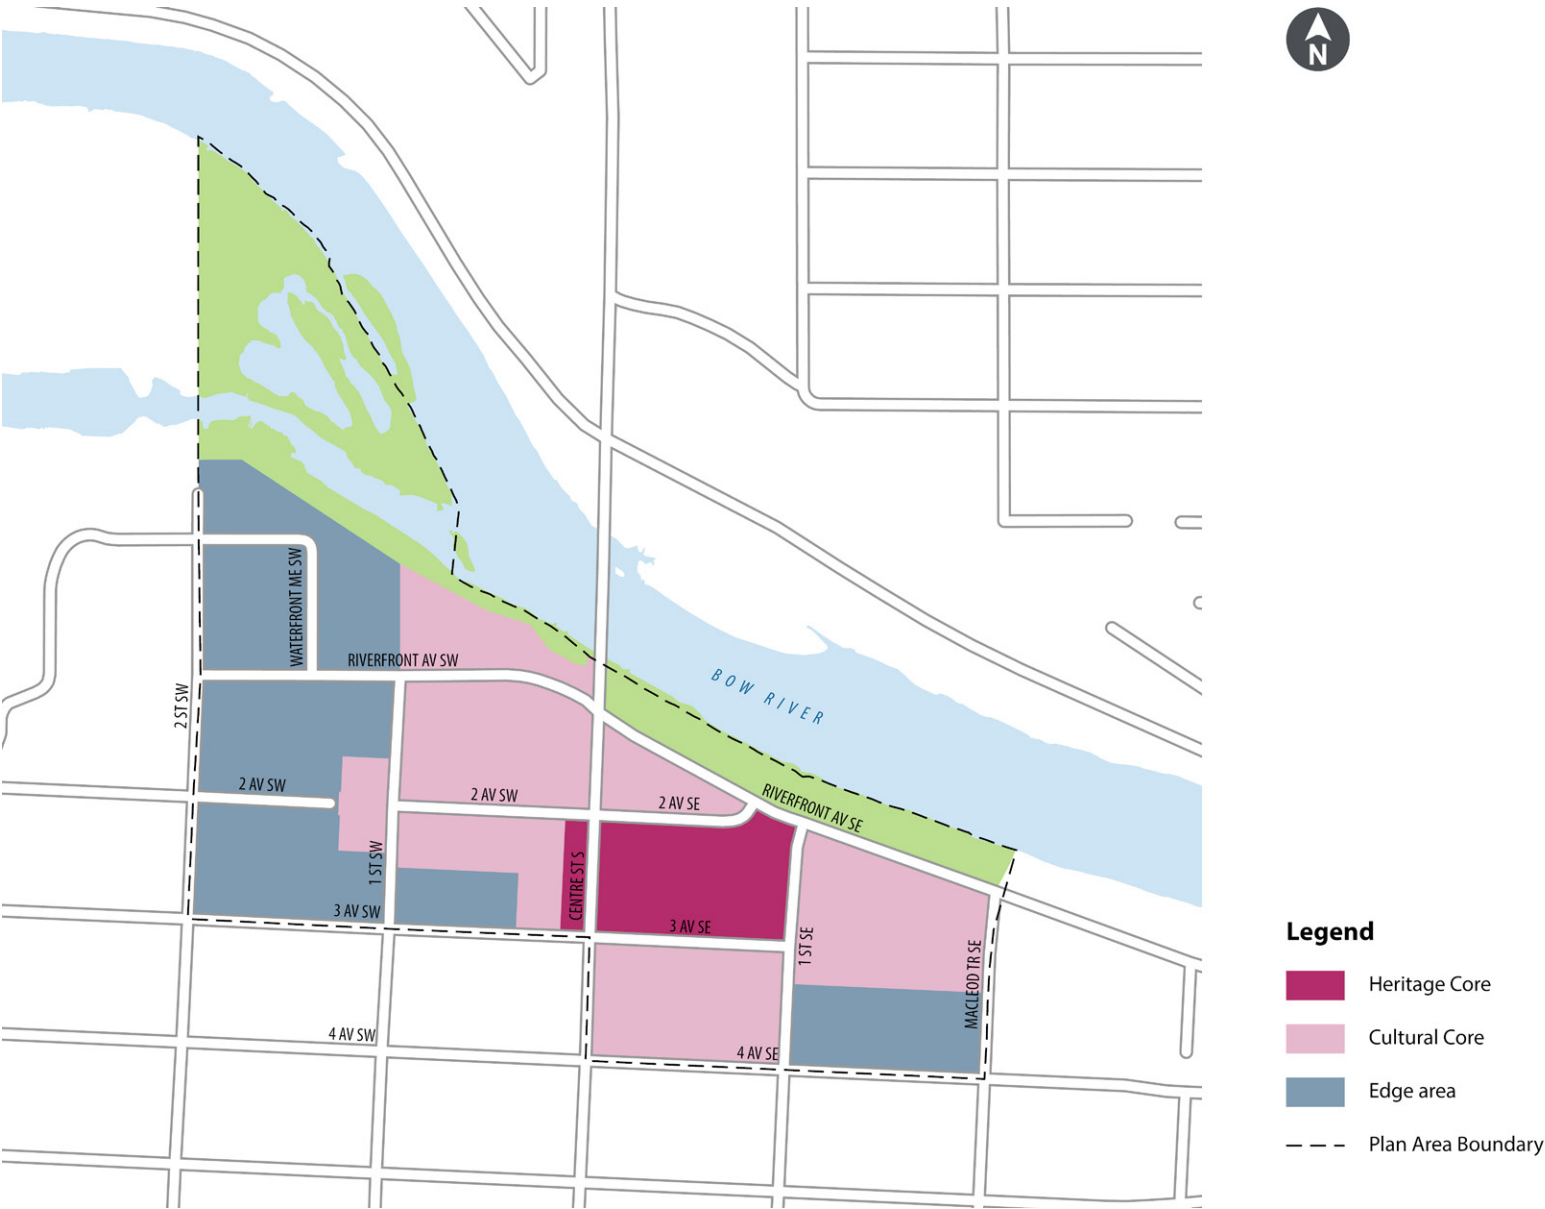 N
WATERFRONT ME SW
RIVERFRONT AV SW
2 ST SW
BOW RIVER
2 AV SW
2 AV SW
2 AV SE
RIVERFRONT AV SE
1 ST SW
CENTRE ST S
3 AV SW
3 AV SE
1 ST SE
MACLEOD TR SE
4 AV SW
4 AV SE
Legend
Heritage Core
Cultural Core
Edge area
Plan Area Boundary